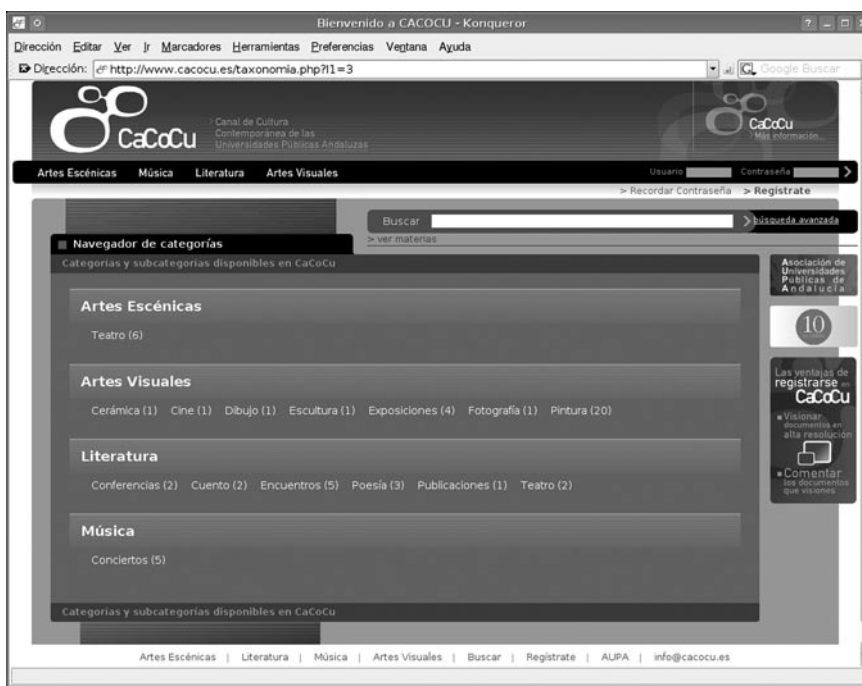 Bienvenido a CACOCU - Konqueror
Dirección Editar Ver Ir Marcadores Herramientas Preferencias Ventana Ayuda
Dirección: http://www.cacocu.es/taxonomia.php?l1=3 Google Buscar
CaCoCu
> Canal de Cultura
Contemporánea de las
Universidades Públicas Andaluzas
CaCoCu
> Más información...
Artes Escénicas Música Literatura Artes Visuales Usuario Contraseña
> Recordar Contraseña > Regístrate
Buscar búsqueda avanzada
> ver materias
Navegador de categorías
Categorías y subcategorías disponibles en CaCoCu
Artes Escénicas
Teatro (6)
Artes Visuales
Cerámica (1) Cine (1) Dibujo (1) Escultura (1) Exposiciones (4) Fotografía (1) Pintura (20)
Literatura
Conferencias (2) Cuento (2) Encuentros (5) Poesía (3) Publicaciones (1) Teatro (2)
Música
Conciertos (5)
Categorías y subcategorías disponibles en CaCoCu
Asociación de
Universidades
Públicas de
Andalucía
10
Las ventajas de
registrarse en
CaCoCu
Visionar
documentos en
alta resolución
Comentar
los documentos
que visiones
Artes Escénicas | Literatura | Música | Artes Visuales | Buscar | Regístrate | AUPA | info@cacocu.es